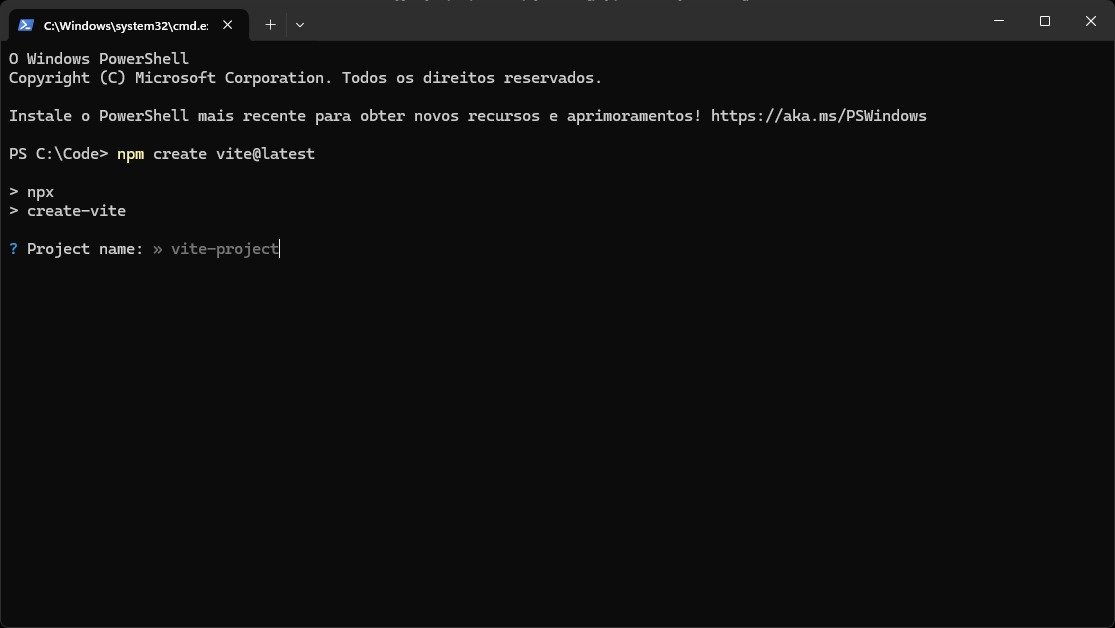 C:\Windows\system32\cmd.e
O Windows PowerShell
Copyright (C) Microsoft Corporation. Todos os direitos reservados.
Instale o PowerShell mais recente para obter novos recursos e aprimoramentos! https://aka.ms/PSWindows
PS C:\Code> npm create vite@latest
> npx
> create-vite
? Project name: » vite-project